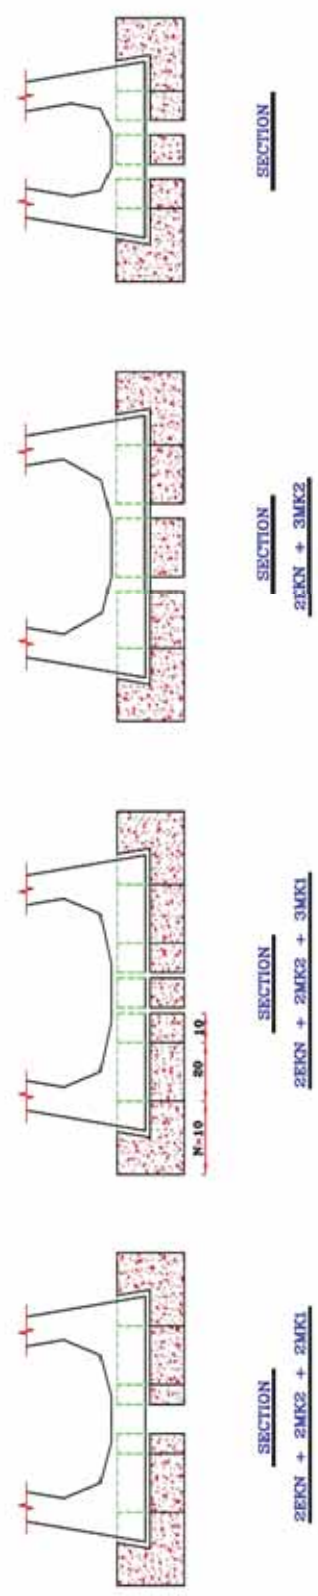 N=10 20 10
SECTION
2EKN + 2MK2 + 2MK1
SECTION
2EKN + 2MK2 + 3MK1
SECTION
2EKN + 3MK2
SECTION